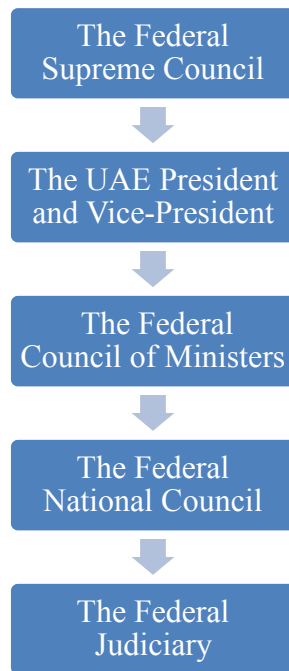 The Federal
Supreme Council
The UAE President
and Vice-President
The Federal
Council of Ministers
The Federal
National Council
The Federal
Judiciary